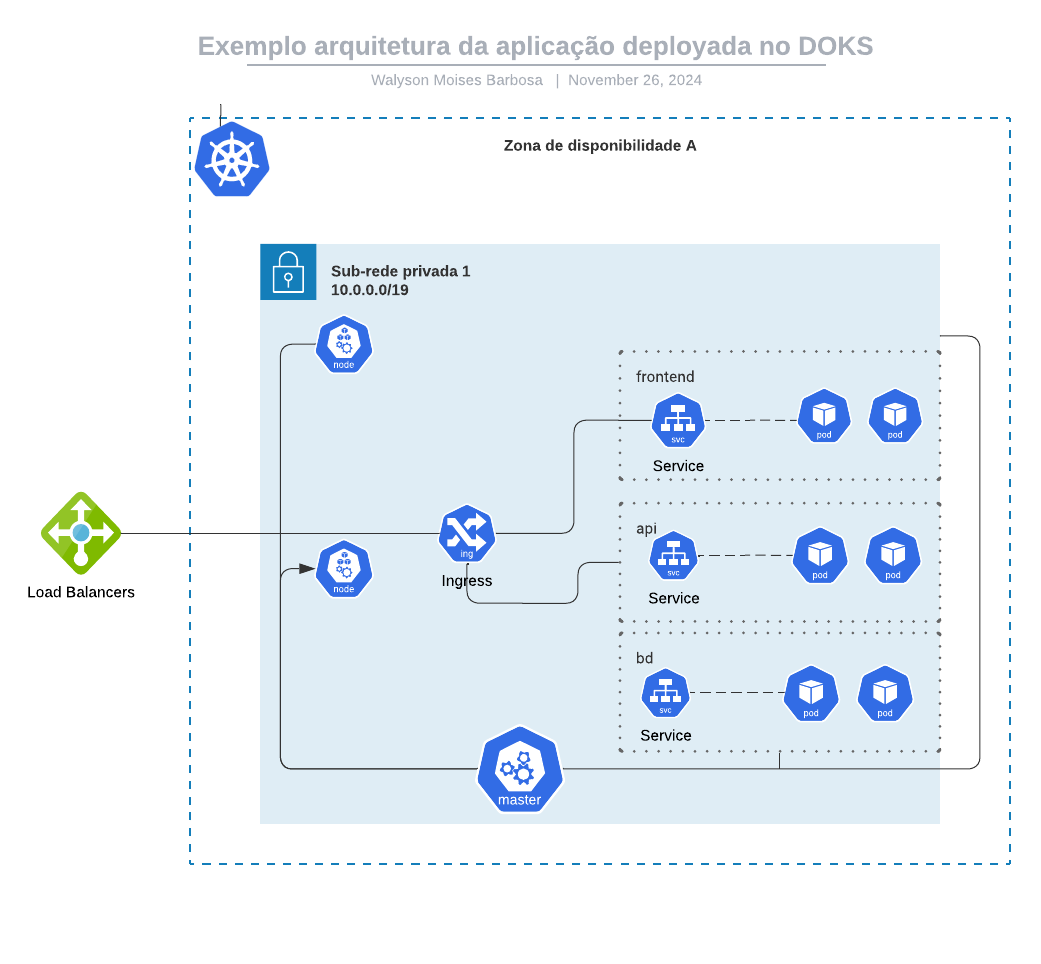 Exemplo arquitetura da aplicação deployada no DOKS
Walyson Moises Barbosa | November 26, 2024
Zona de disponibilidade A
Sub-rede privada 1
10.0.0.0/19
node
frontend
svc
pod
pod
Service
ing
Ingress
Load Balancers
node
api
svc
pod
pod
Service
bd
svc
pod
pod
Service
master